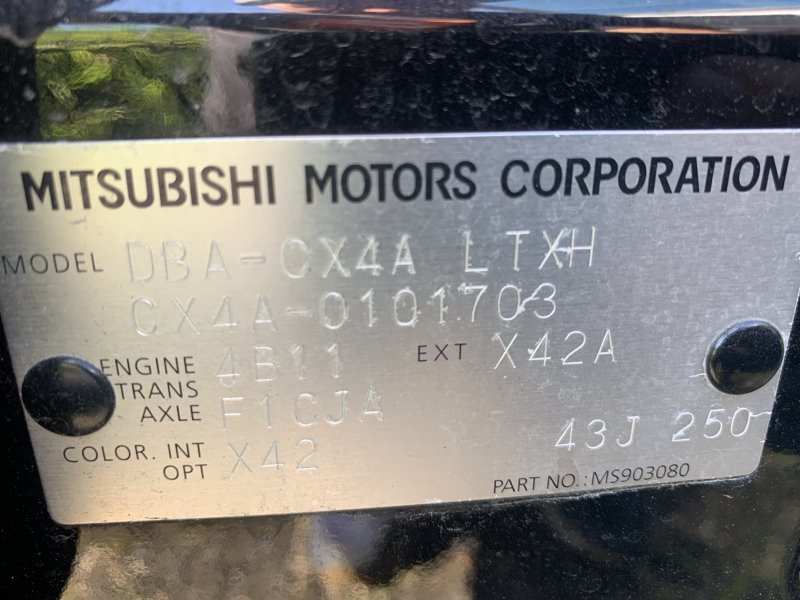 MITSUBISHI MOTORS CORPORATION
MODEL DBA-CX4A LTXH
CX4A-0101703
ENGINE 4B11 EXT X42A
TRANS
AXLE F1CJA
COLOR. INT X42
OPT 43J 250
PART NO.:MS903080